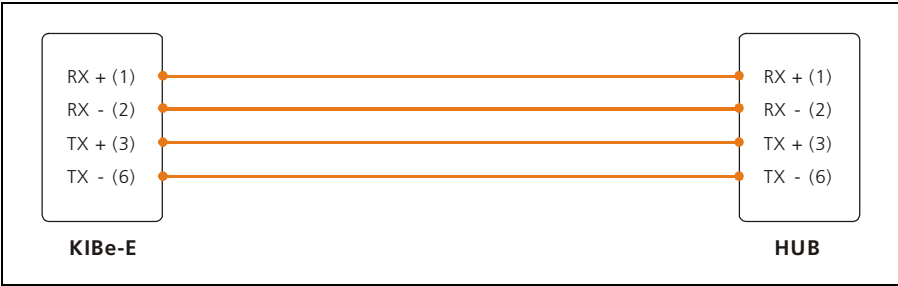 RX + (1) RX + (1)
RX - (2) RX - (2)
TX + (3) TX + (3)
TX - (6) TX - (6)
KIBe-E HUB